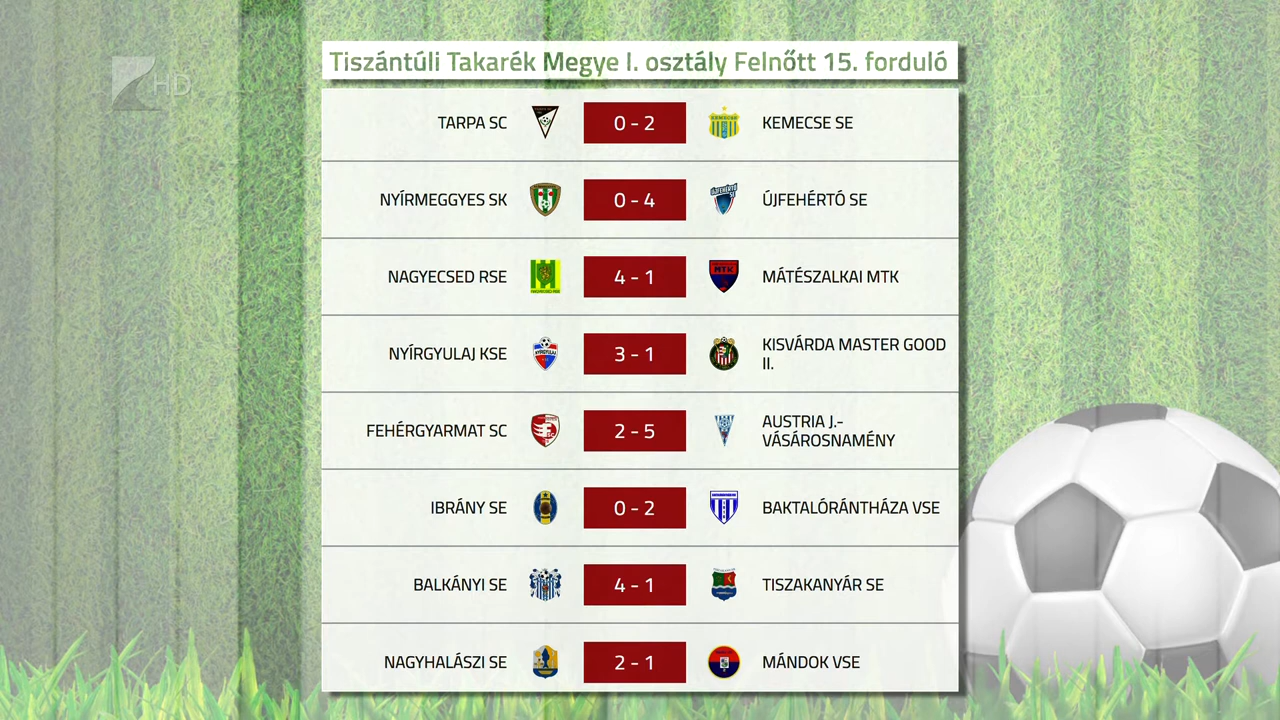 Tiszántúli Takarék Megye I. osztály Felnőtt 15. forduló
HD
TARPA SC 0 - 2 KEMECSE SE
NYÍRMEGGYES SK 0 - 4 ÚJFEHÉRTÓ SE
NAGYECSED RSE 4 - 1 MÁTÉSZALKAI MTK
NYÍRGYULAJ KSE 3 - 1 KISVÁRDA MASTER GOOD
II.
FEHÉRGYARMAT SC 2 - 5 AUSTRIA J.-
VÁSÁROSNAMÉNY
IBRÁNY SE 0 - 2 BAKTALÓRÁNTHÁZA VSE
BALKÁNYI SE 4 - 1 TISZAKANYÁR SE
NAGYHALÁSZI SE 2 - 1 MÁNDOK VSE